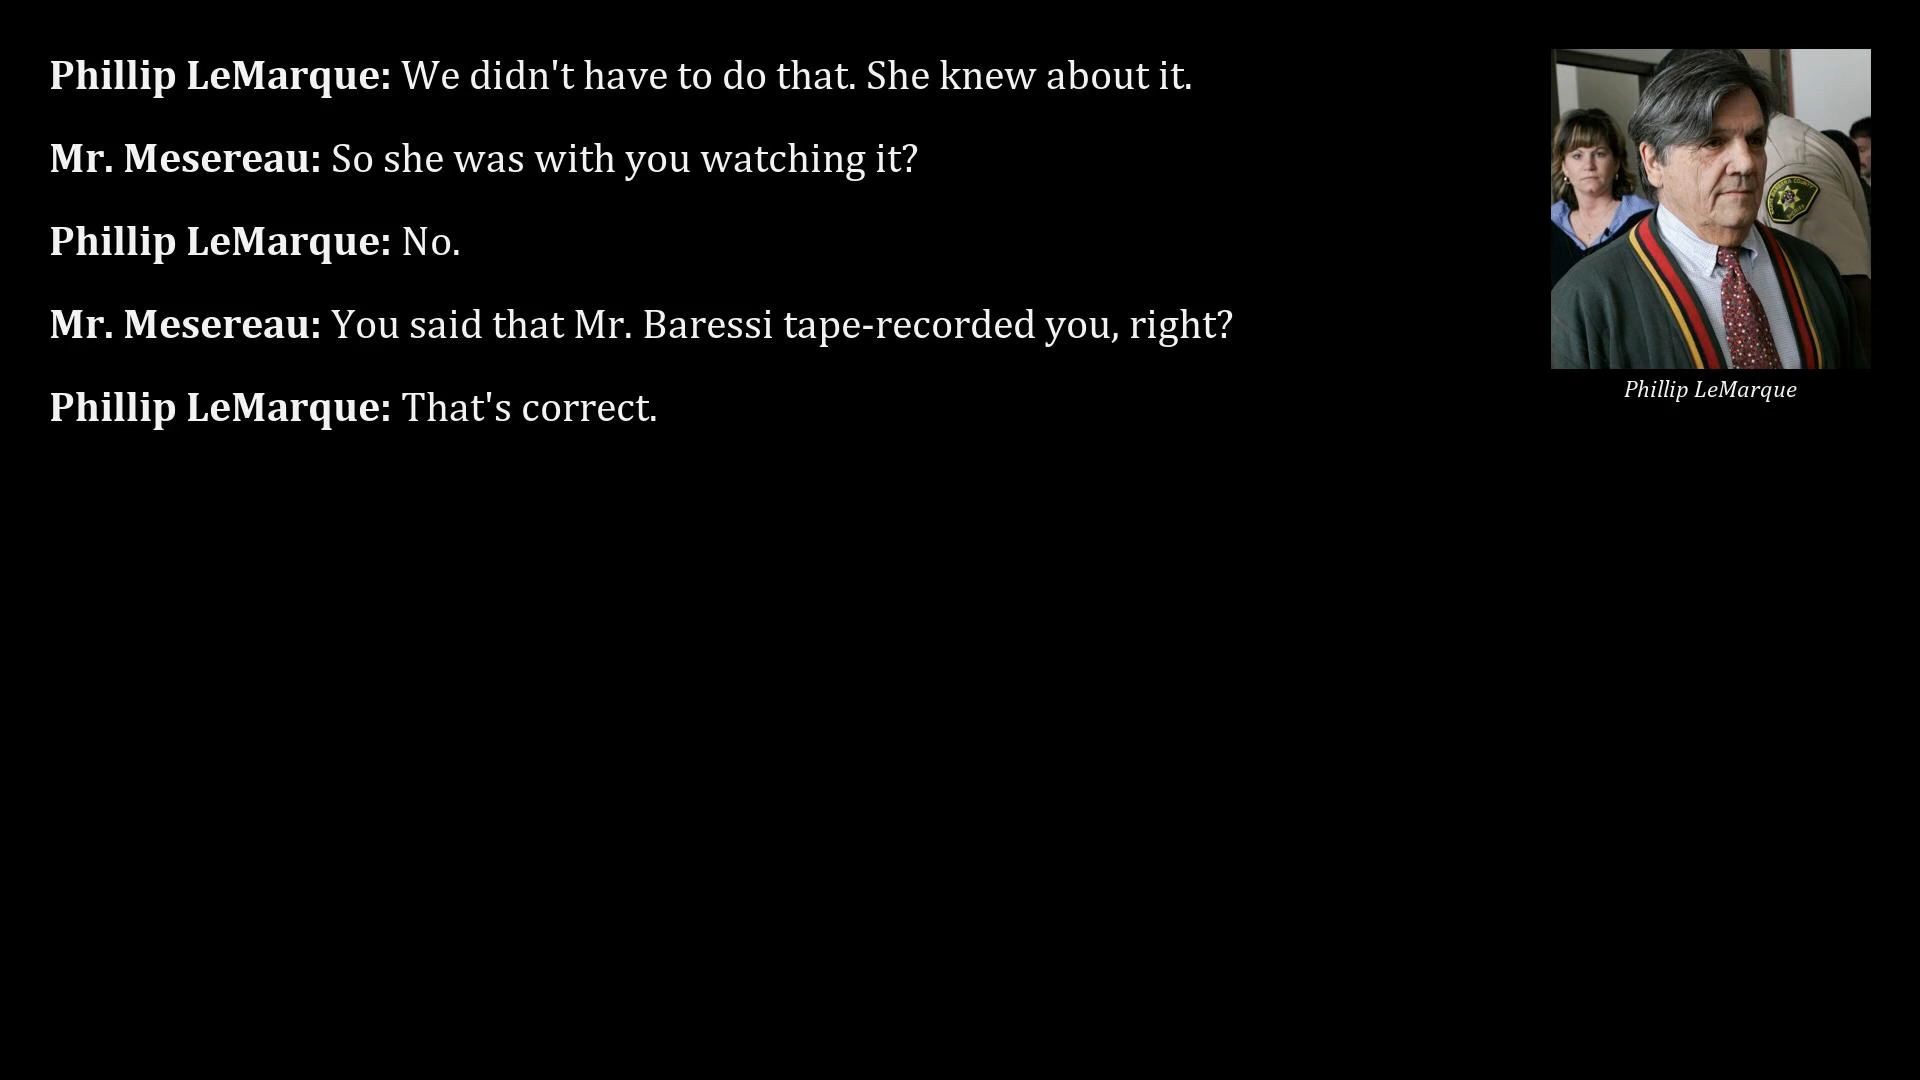 Phillip LeMarque: We didn't have to do that. She knew about it.
Mr. Mesereau: So she was with you watching it?
Phillip LeMarque: No.
Mr. Mesereau: You said that Mr. Baressi tape-recorded you, right?
Phillip LeMarque: That's correct.
Phillip LeMarque